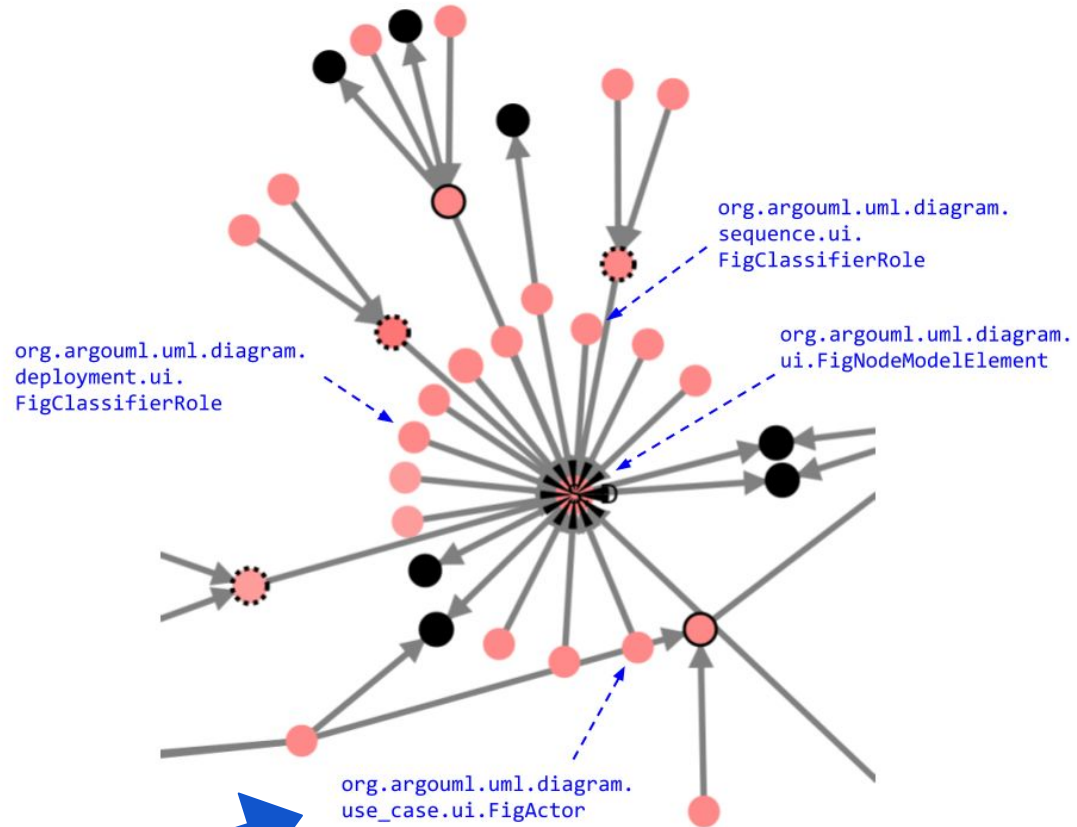 org.argouml.uml.diagram.
sequence.ui.
FigClassifierRole
org.argouml.uml.diagram.
ui.FigNodeModelElement
org.argouml.uml.diagram.
deployment.ui.
FigClassifierRole
S D
org.argouml.uml.diagram.
use_case.ui.FigActor